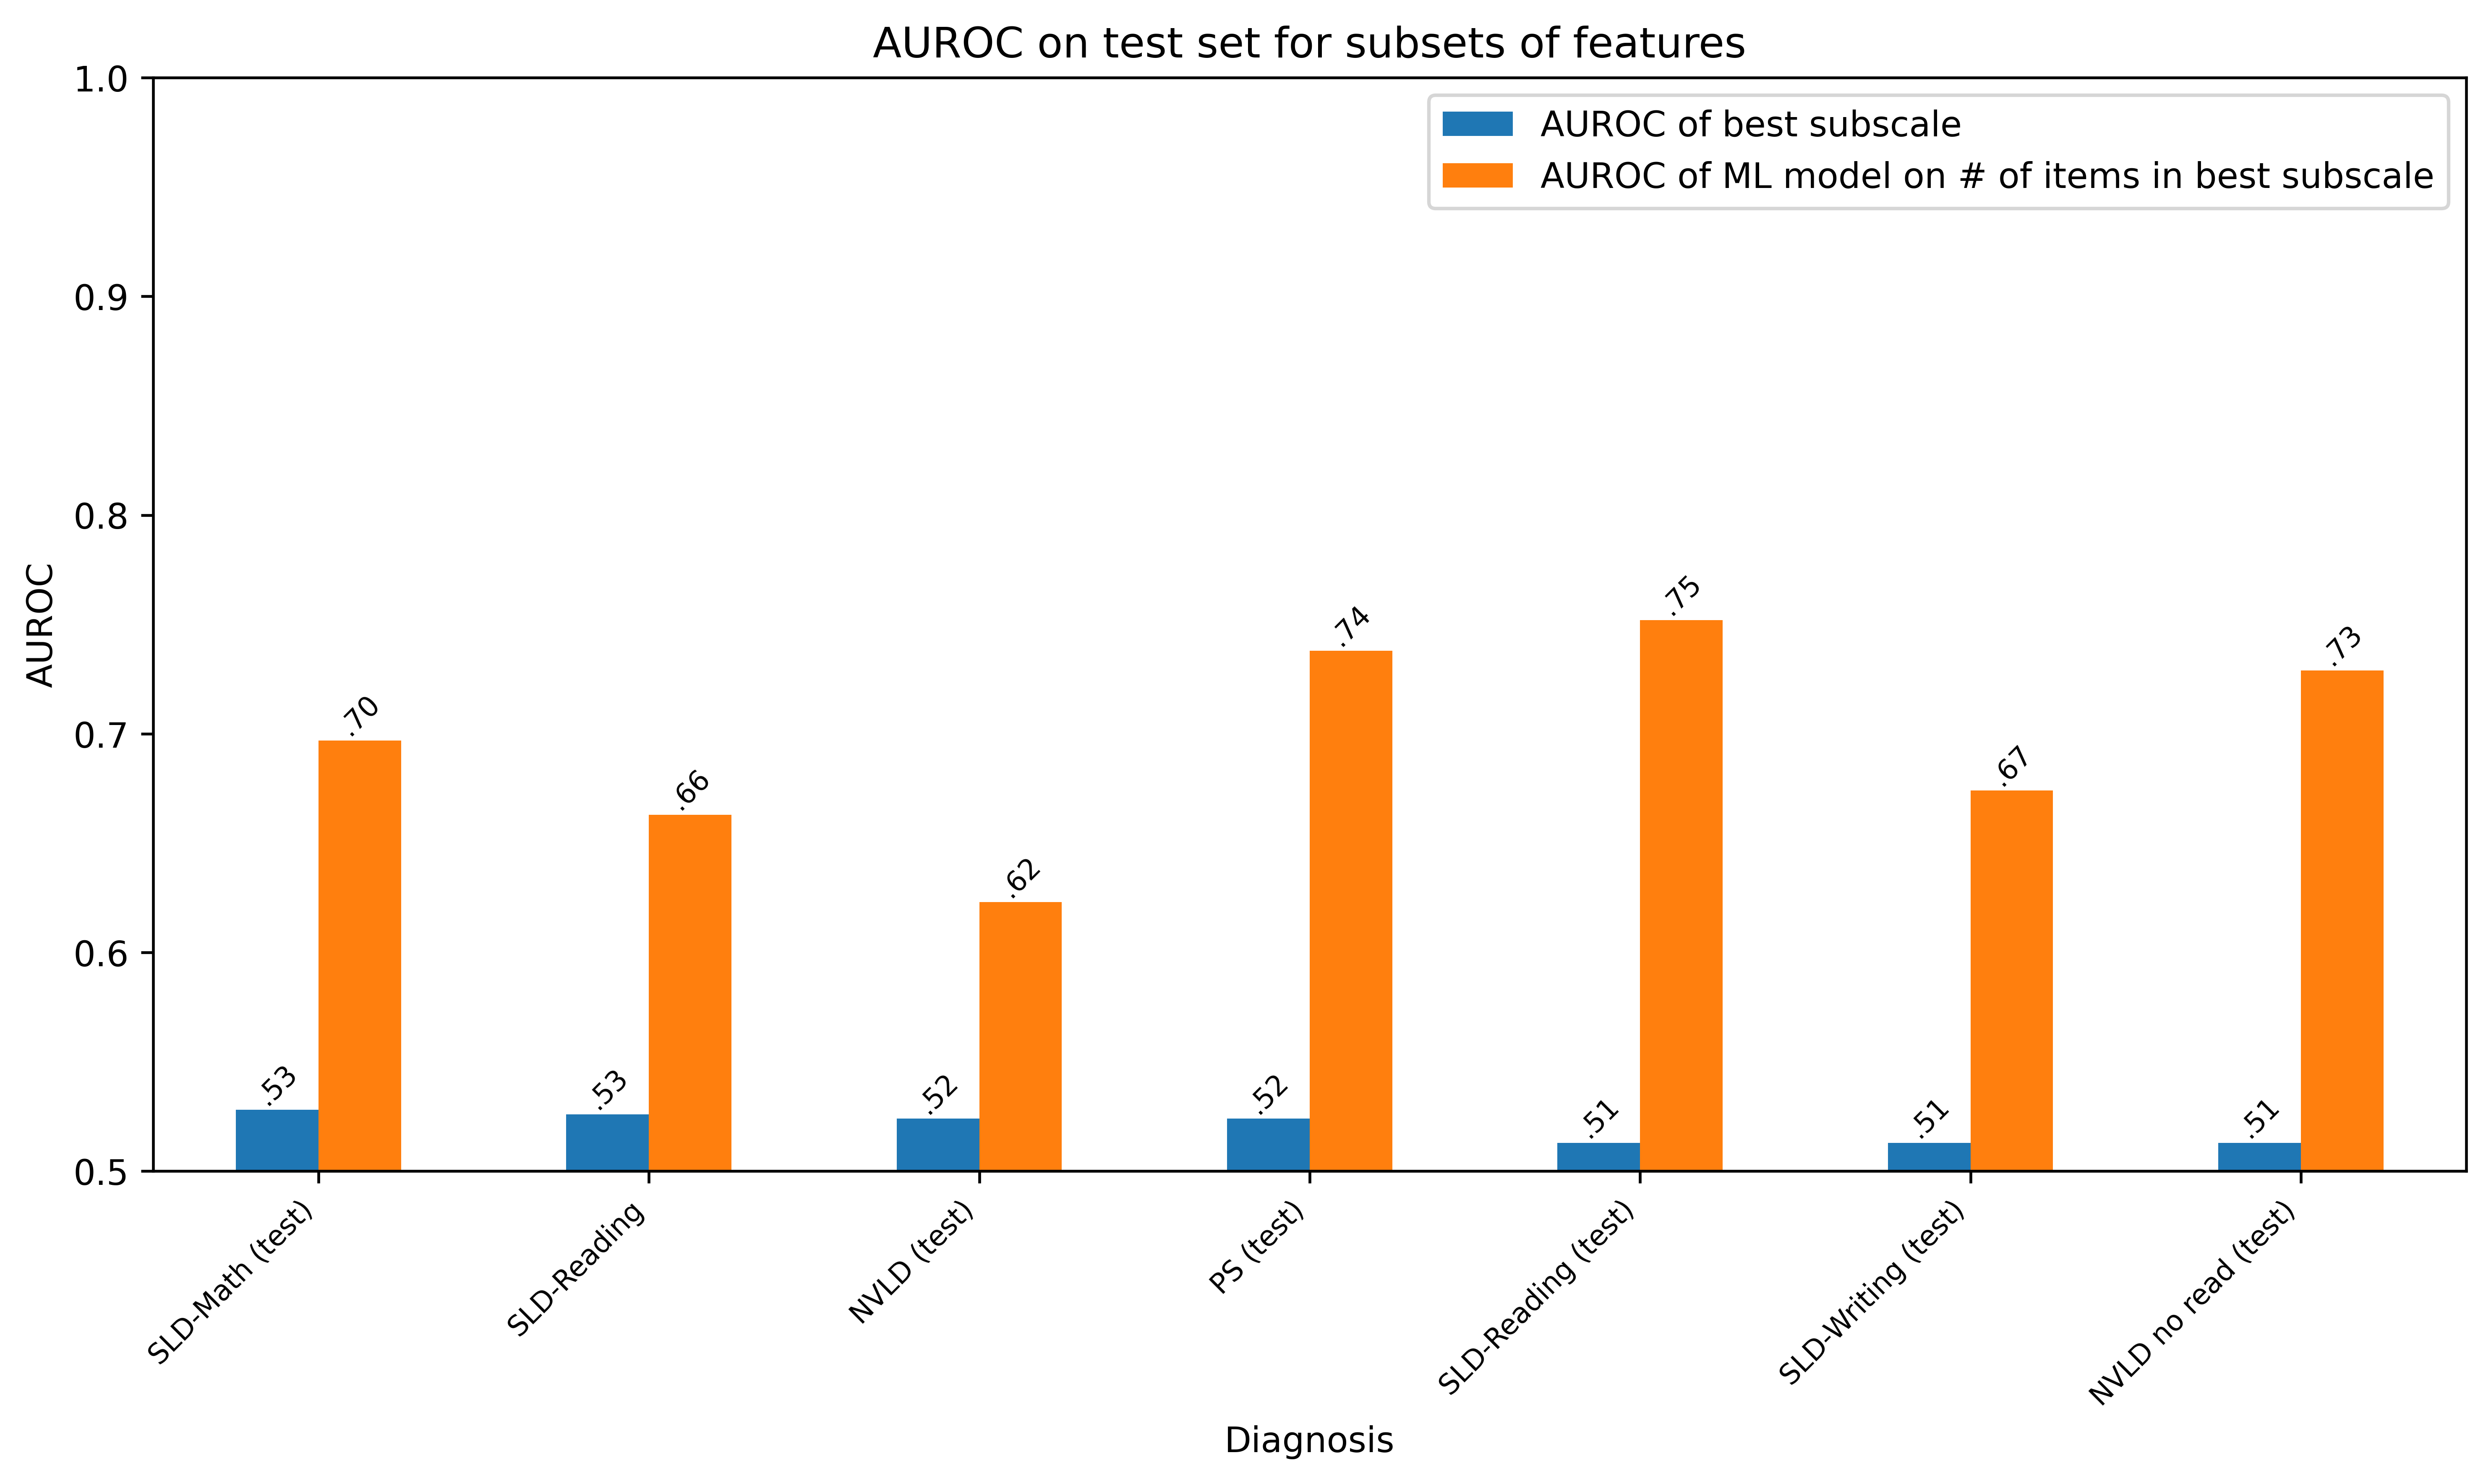 AUROC on test set for subsets of features
AUROC of best subscale
AUROC of ML model on # of items in best subscale
AUROC
1.0
0.9
0.8
0.7
0.6
0.5
.53
.70
.53
.66
.52
.62
.52
.74
.51
.75
.51
.67
.51
.73
SLD-Math (test)
SLD-Reading
NVLD (test)
PS (test)
SLD-Reading (test)
SLD-Writing (test)
NVLD no read (test)
Diagnosis